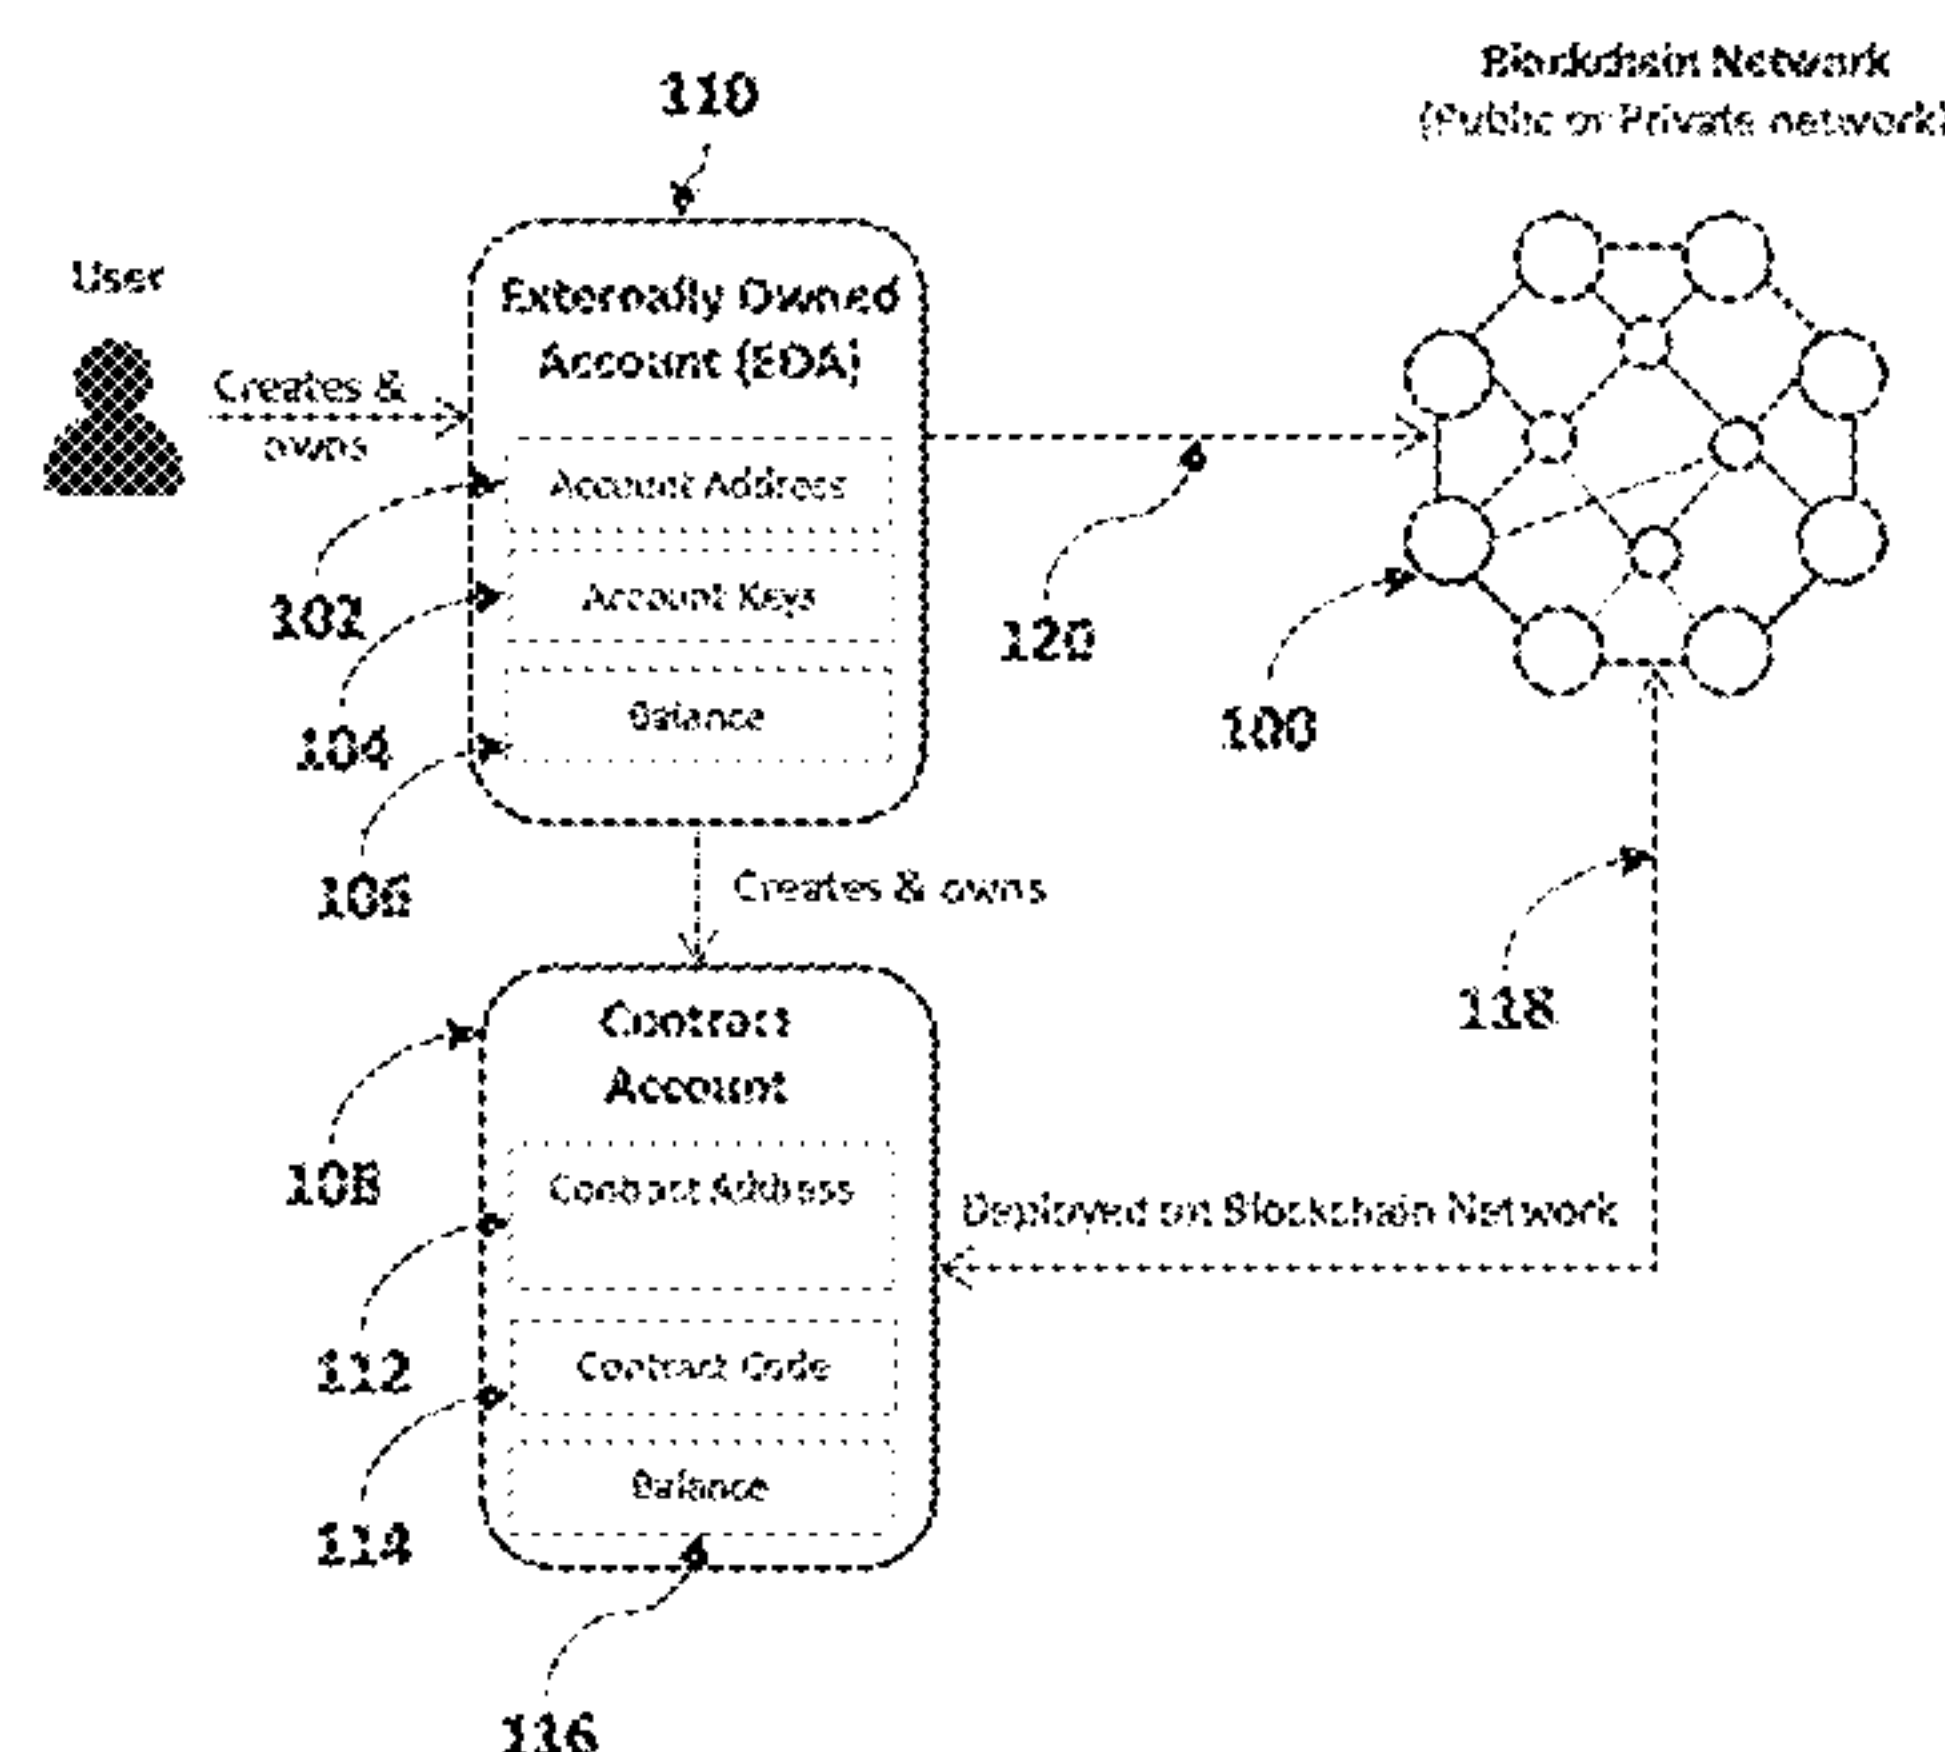 Blockchain Network
(Public or Private network)
110
User
Externally Owned
Account (EOA)
Creates &
owns
Account Address
102
Account Keys
120
104
Balance
100
106
Creates & owns
118
Contract
Account
108
Contract Address
Deployed on Blockchain Network
112
Contract Code
114
Balance
116